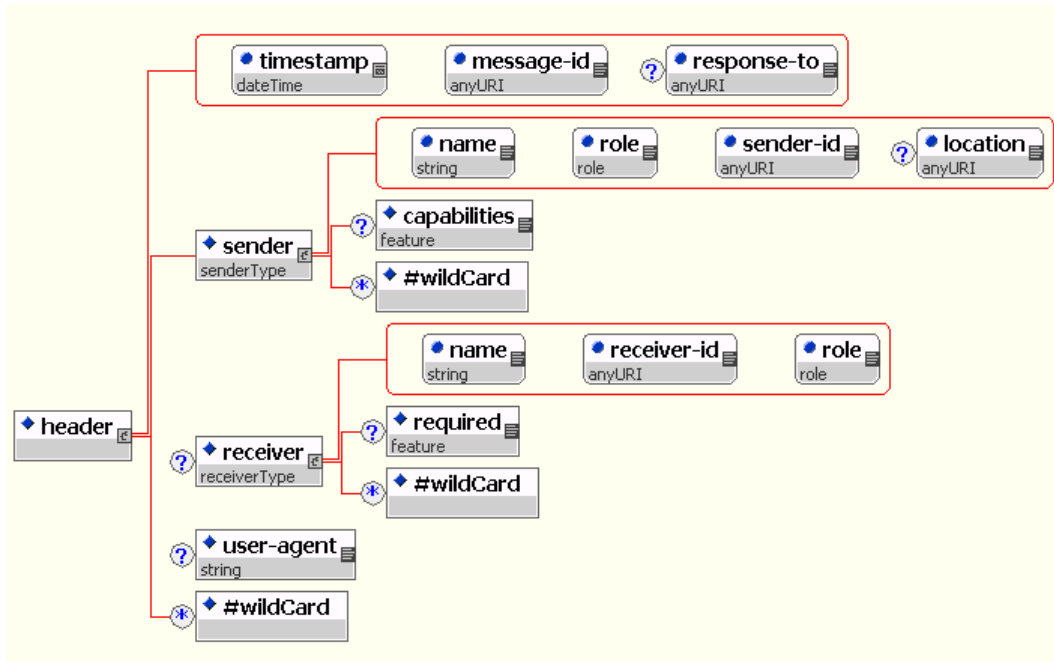 timestamp
dateTime
message-id
anyURI
?
response-to
anyURI
name
string
role
role
sender-id
anyURI
?
location
anyURI
sender
senderType
?
capabilities
feature
*
#wildCard
name
string
receiver-id
anyURI
role
role
header
?
receiver
receiverType
?
required
feature
*
#wildCard
?
user-agent
string
*
#wildCard